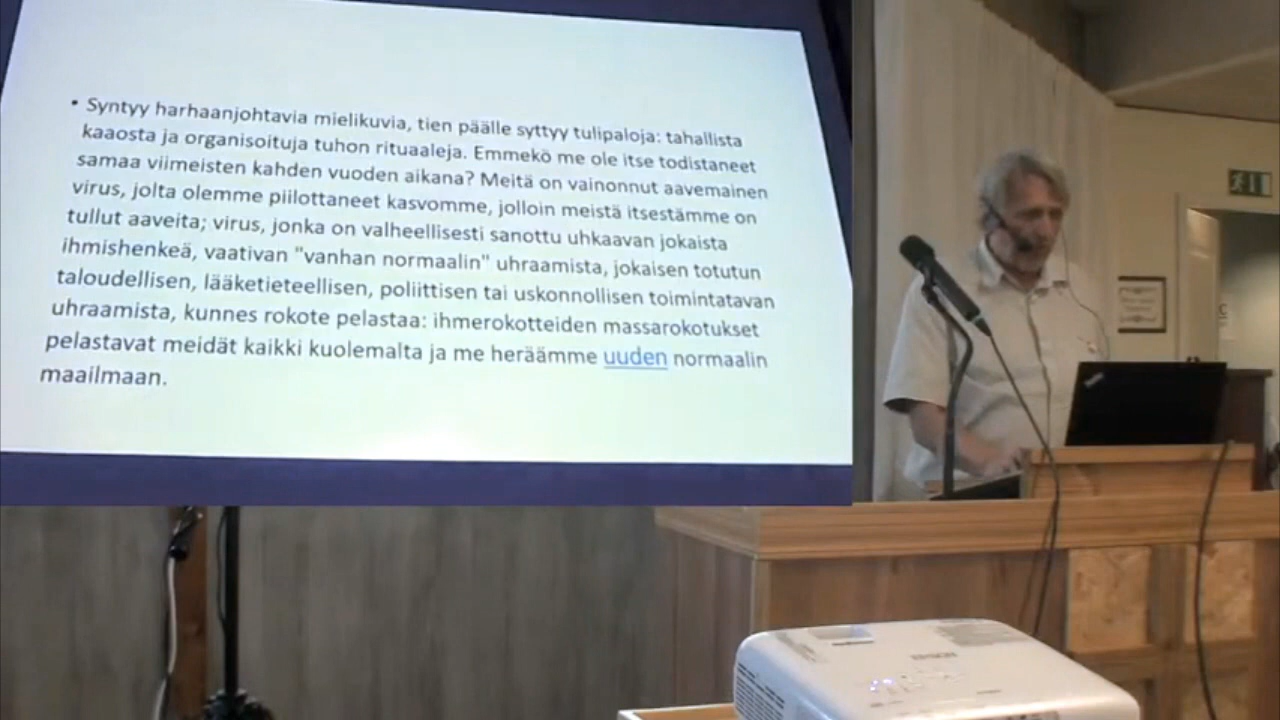 • Syntyy harhaanjohtavia mielikuvia, tien päälle syttyy tulipaloja: tahallista
kaaosta ja organisoituja tuhon rituaaleja. Emmekö me ole itse todistaneet
samaa viimeisten kahden vuoden aikana? Meitä on vainonnut aavemainen
virus, jolta olemme piilottaneet kasvomme, jolloin meistä itsestämme on
tullut aaveita; virus, jonka on valheellisesti sanottu uhkaavan jokaista
ihmishenkeä, vaativan "vanhan normaalin" uhraamista, jokaisen totutun
taloudellisen, lääketieteellisen, poliittisen tai uskonnollisen toimintatavan
uhraamista, kunnes rokote pelastaa: ihmerokotteiden massarokotukset
pelastavat meidät kaikki kuolemalta ja me heräämme uuden normaalin
maailmaan.
EPSON